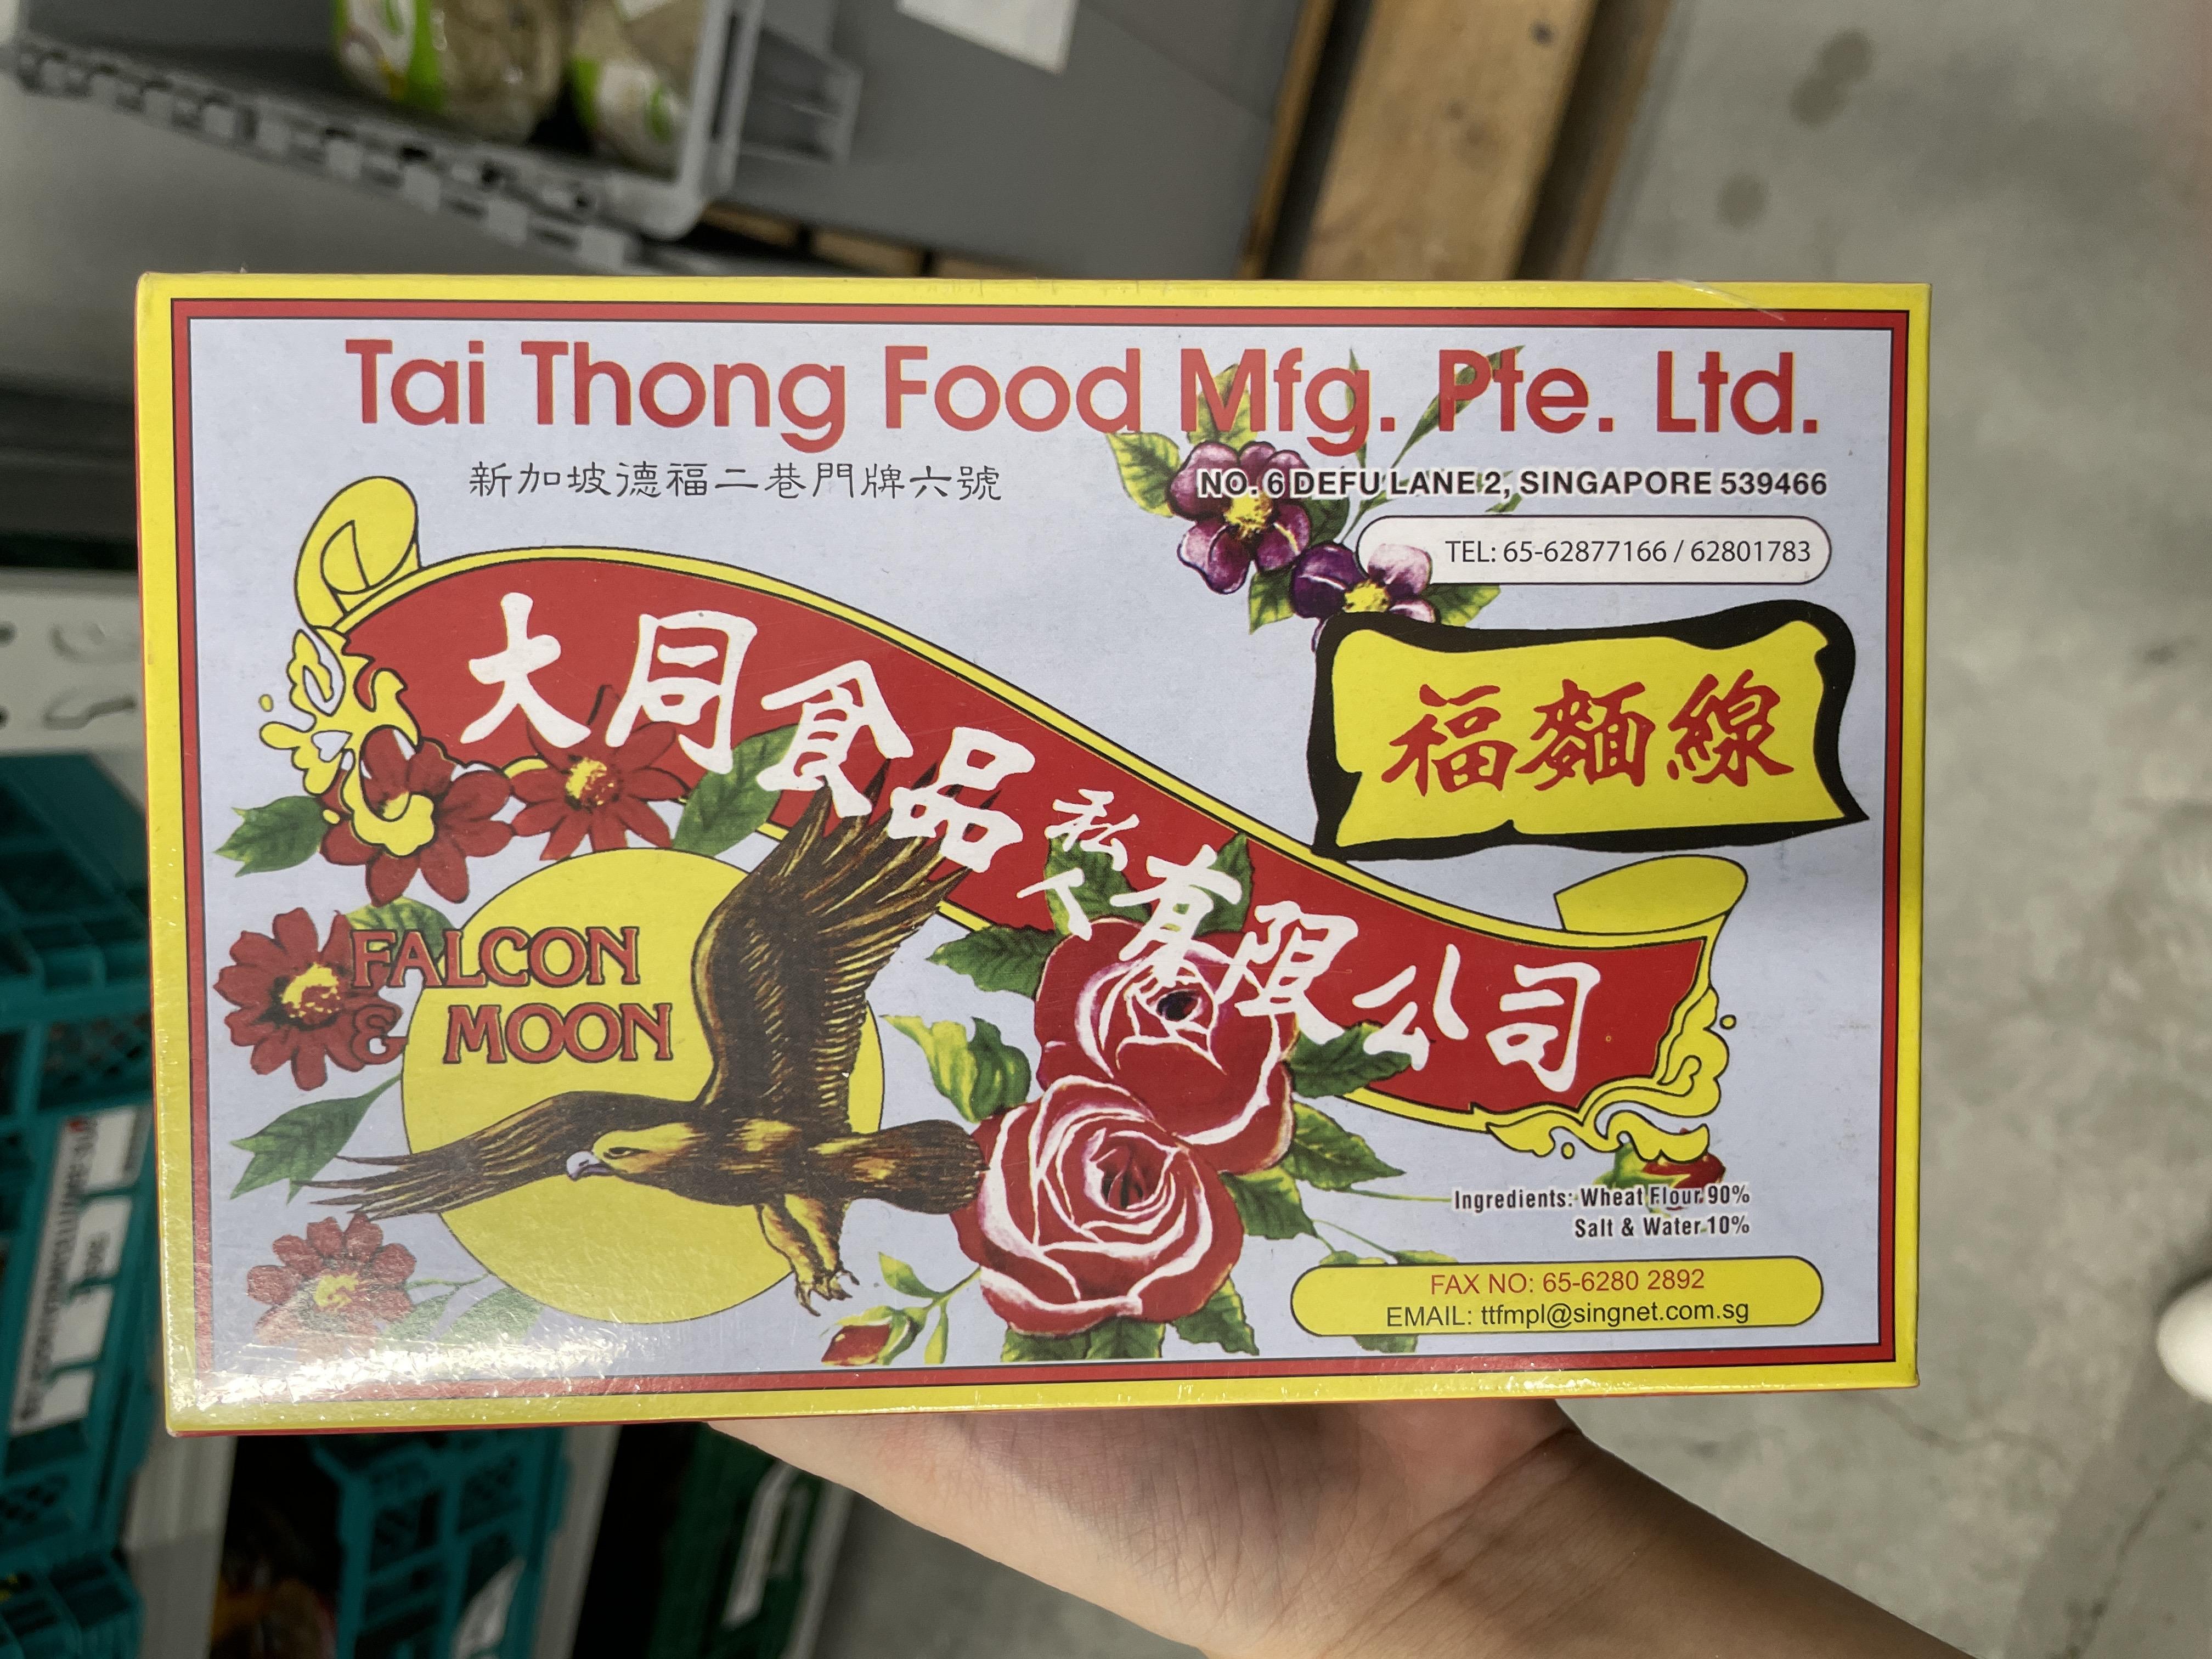 Tai Thong Food Mfg. Pte. Ltd.
新加坡德福二巷門牌六號
NO. 6 DEFU LANE 2, SINGAPORE 539466
TEL: 65-62877166 / 62801783
大同食品私人有限公司
福麵線
FALCON
& MOON
Ingredients: Wheat Flour 90%
Salt & Water 10%
FAX NO: 65-6280 2892
EMAIL: ttfmpl@singnet.com.sg